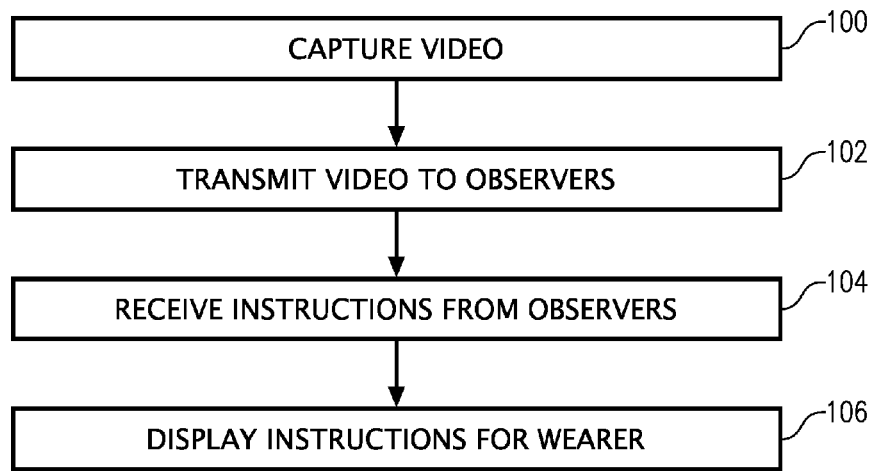 100
CAPTURE VIDEO
102
TRANSMIT VIDEO TO OBSERVERS
104
RECEIVE INSTRUCTIONS FROM OBSERVERS
106
DISPLAY INSTRUCTIONS FOR WEARER